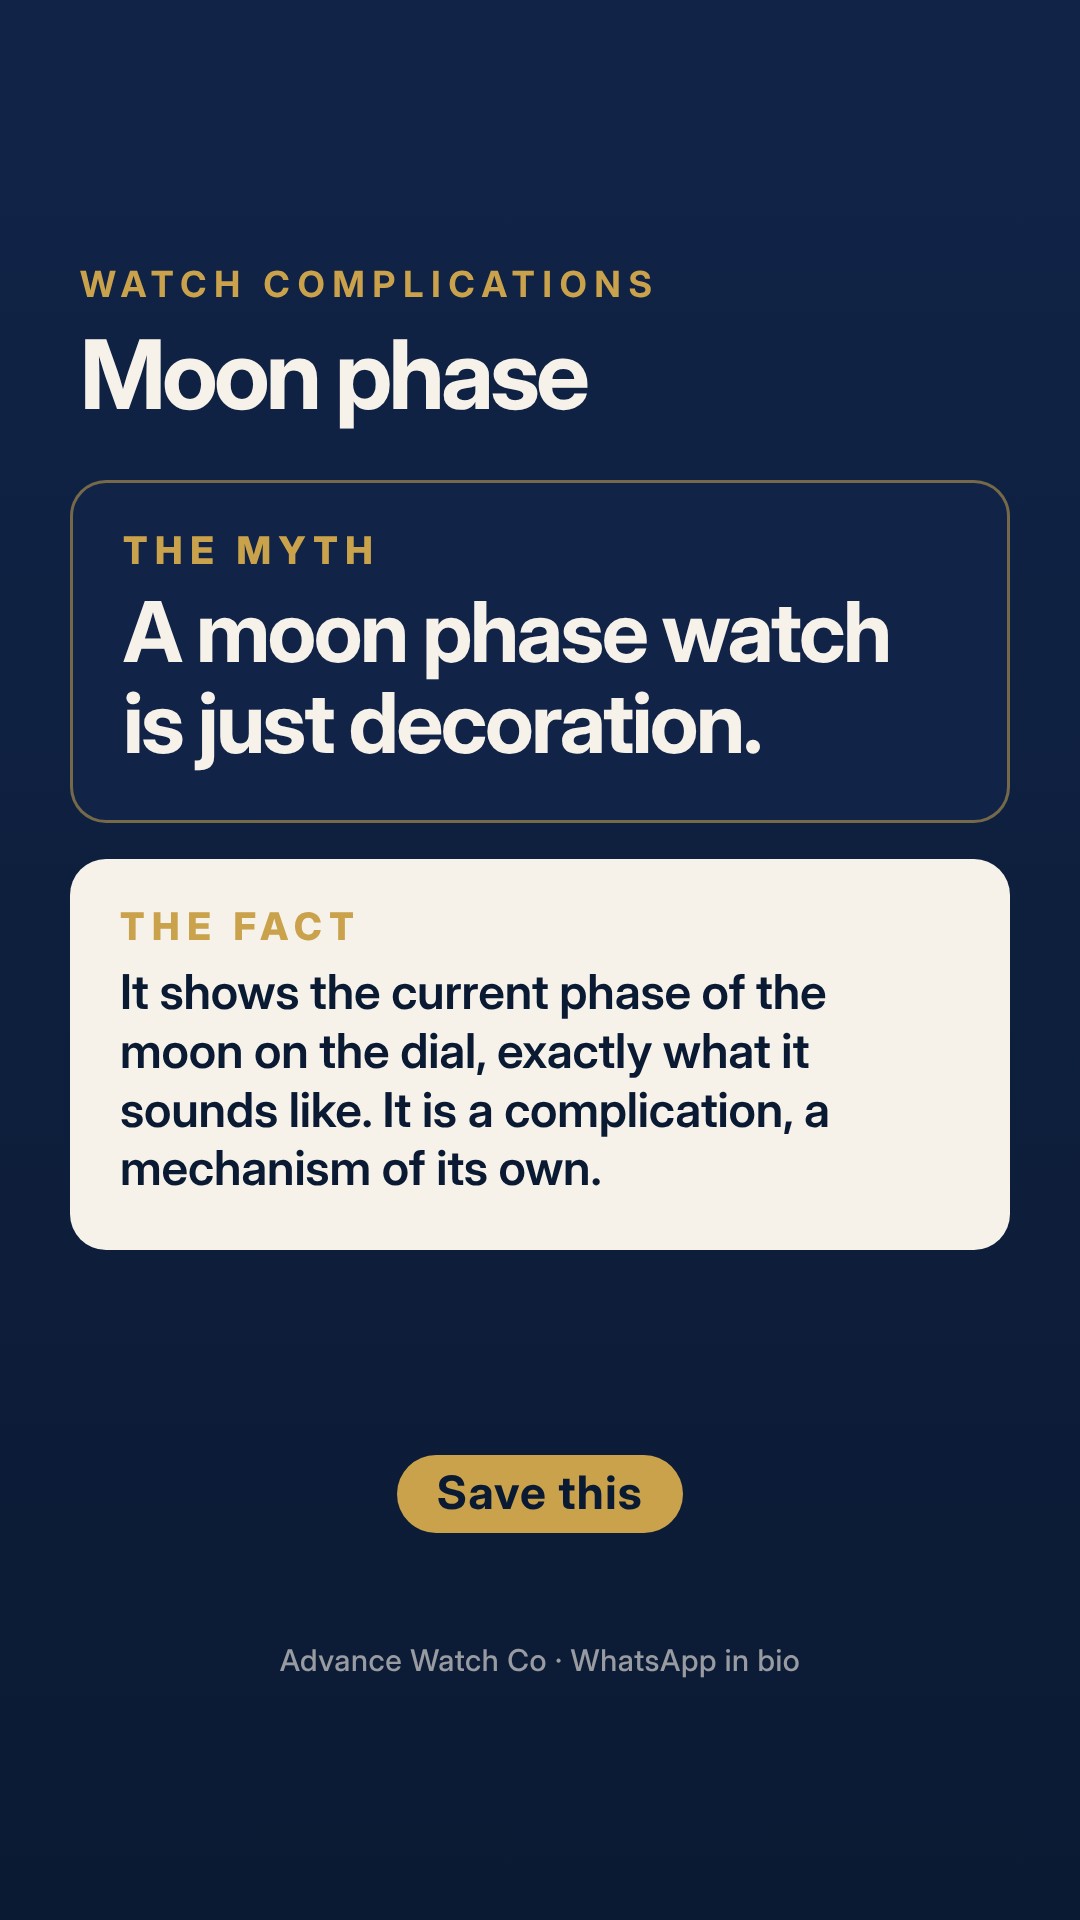 WATCH COMPLICATIONS
Moon phase
THE MYTH
A moon phase watch
is just decoration.
THE FACT
It shows the current phase of the
moon on the dial, exactly what it
sounds like. It is a complication, a
mechanism of its own.
Save this
Advance Watch Co · WhatsApp in bio